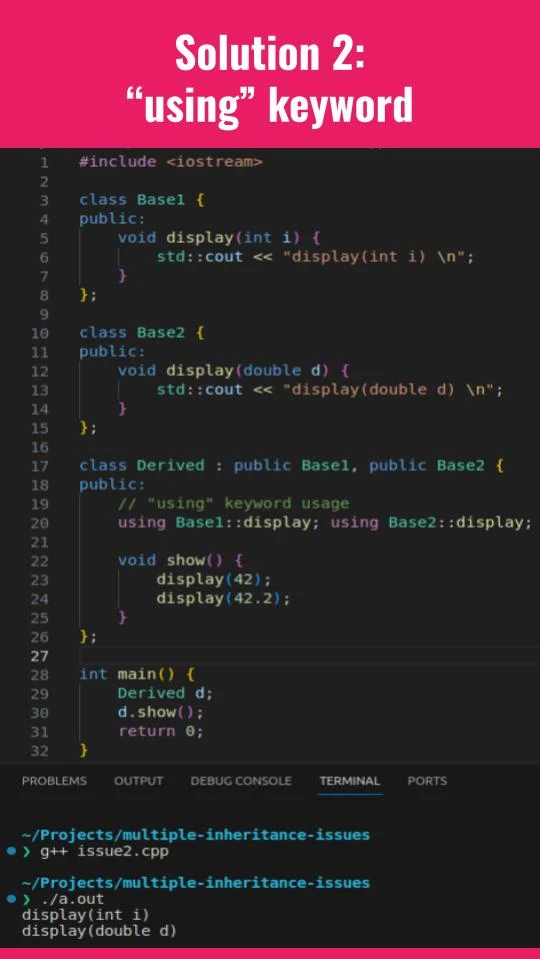 Solution 2:
“using” keyword
1 #include <iostream>
2
3 class Base1 {
4 public:
5     void display(int i) {
6         std::cout << "display(int i) \n";
7     }
8 };
9
10 class Base2 {
11 public:
12     void display(double d) {
13         std::cout << "display(double d) \n";
14     }
15 };
16
17 class Derived : public Base1, public Base2 {
18 public:
19     // "using" keyword usage
20     using Base1::display; using Base2::display;
21
22     void show() {
23         display(42);
24         display(42.2);
25     }
26 };
27
28 int main() {
29     Derived d;
30     d.show();
31     return 0;
32 }
PROBLEMS OUTPUT DEBUG CONSOLE TERMINAL PORTS
~/Projects/multiple-inheritance-issues
❯ g++ issue2.cpp
~/Projects/multiple-inheritance-issues
❯ ./a.out
display(int i)
display(double d)